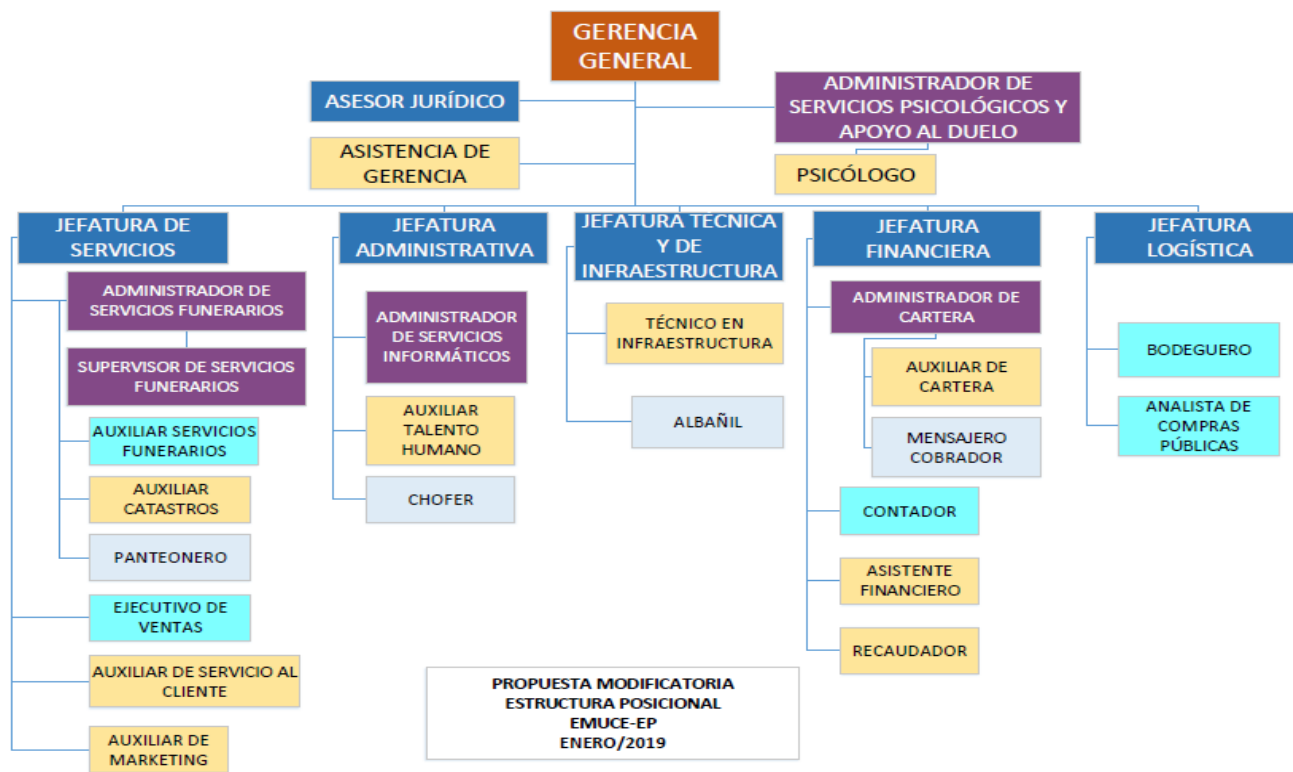 GERENCIA
GENERAL
ASESOR JURÍDICO
ADMINISTRADOR DE
SERVICIOS PSICOLÓGICOS Y
APOYO AL DUELO
ASISTENCIA DE
GERENCIA
PSICÓLOGO
JEFATURA DE
SERVICIOS
ADMINISTRADOR DE
SERVICIOS FUNERARIOS
SUPERVISOR DE SERVICIOS
FUNERARIOS
AUXILIAR SERVICIOS
FUNERARIOS
AUXILIAR
CATASTROS
PANTEONERO
EJECUTIVO DE
VENTAS
AUXILIAR DE SERVICIO AL
CLIENTE
AUXILIAR DE
MARKETING
JEFATURA
ADMINISTRATIVA
ADMINISTRADOR
DE SERVICIOS
INFORMÁTICOS
AUXILIAR
TALENTO
HUMANO
CHOFER
JEFATURA TÉCNICA
Y DE
INFRAESTRUCTURA
TÉCNICO EN
INFRAESTRUCTURA
ALBAÑIL
JEFATURA
FINANCIERA
ADMINISTRADOR DE
CARTERA
AUXILIAR DE
CARTERA
MENSAJERO
COBRADOR
CONTADOR
ASISTENTE
FINANCIERO
RECAUDADOR
JEFATURA
LOGÍSTICA
BODEGUERO
ANALISTA DE
COMPRAS
PÚBLICAS
PROPUESTA MODIFICATORIA
ESTRUCTURA POSICIONAL
EMUCE-EP
ENERO/2019